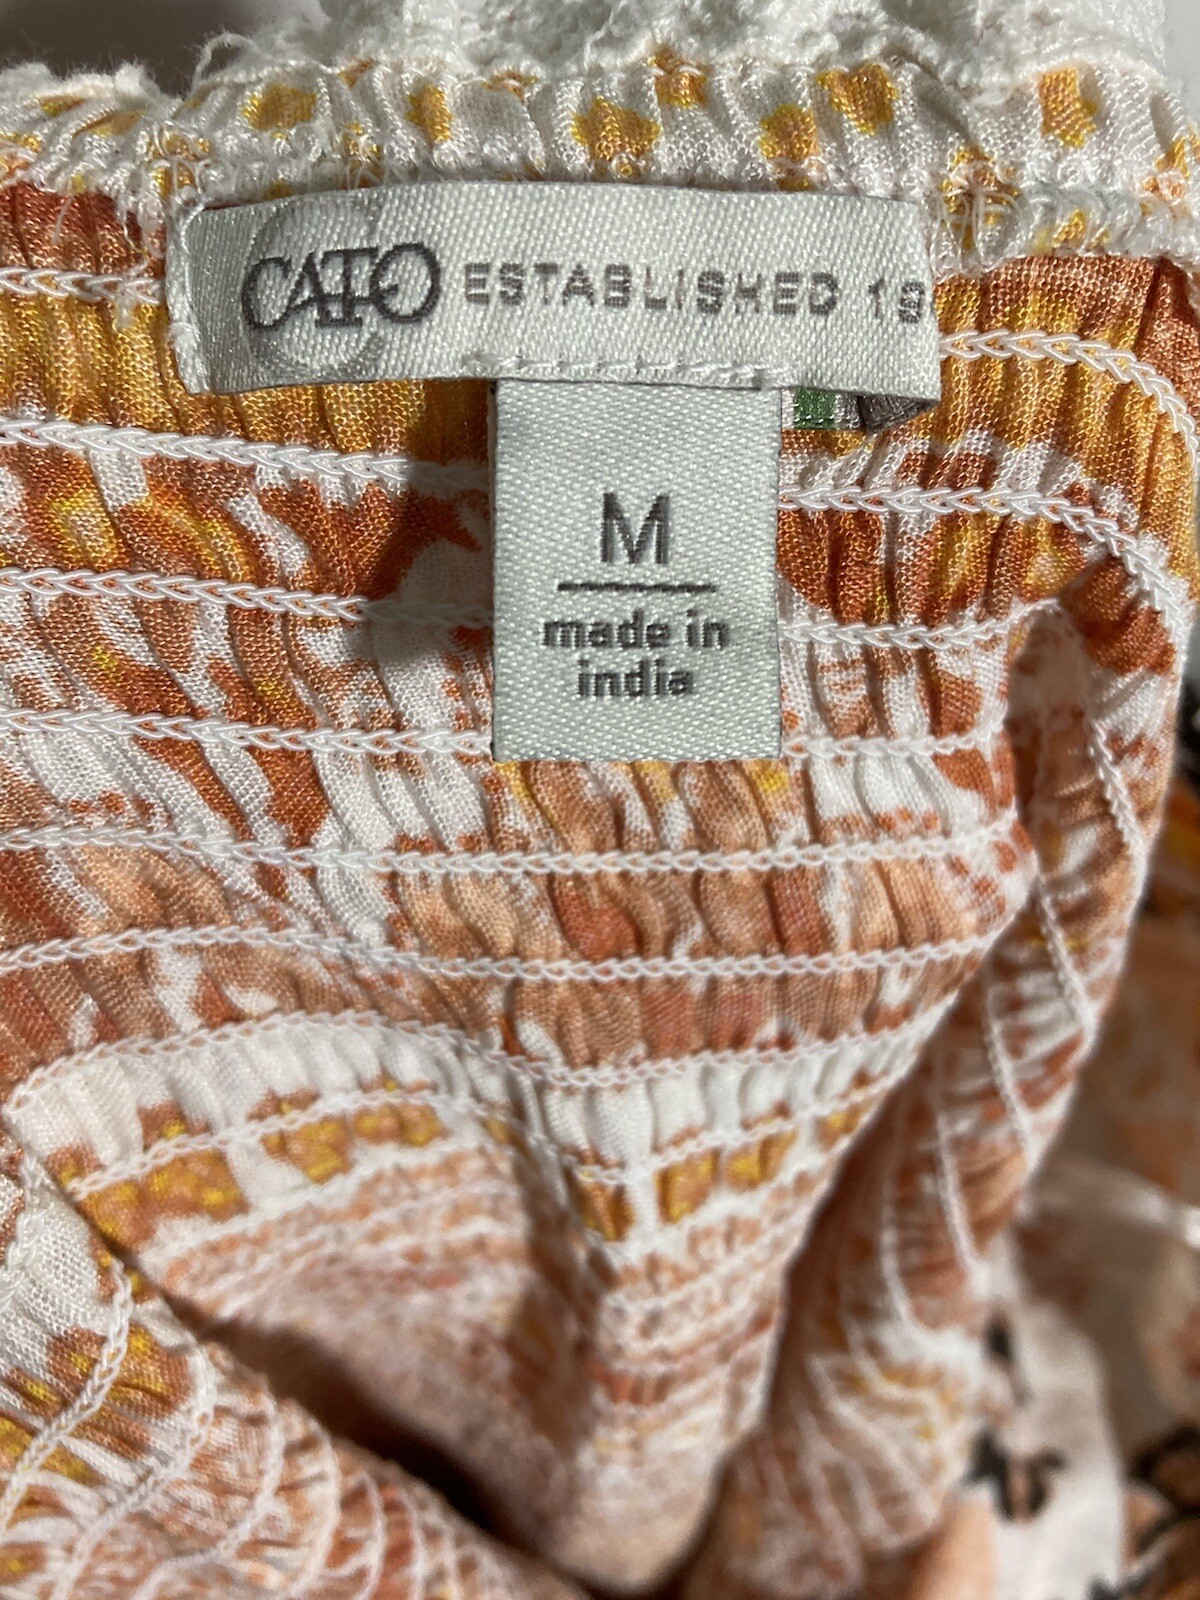 CATO ESTABLISHED 19
M
made in
india